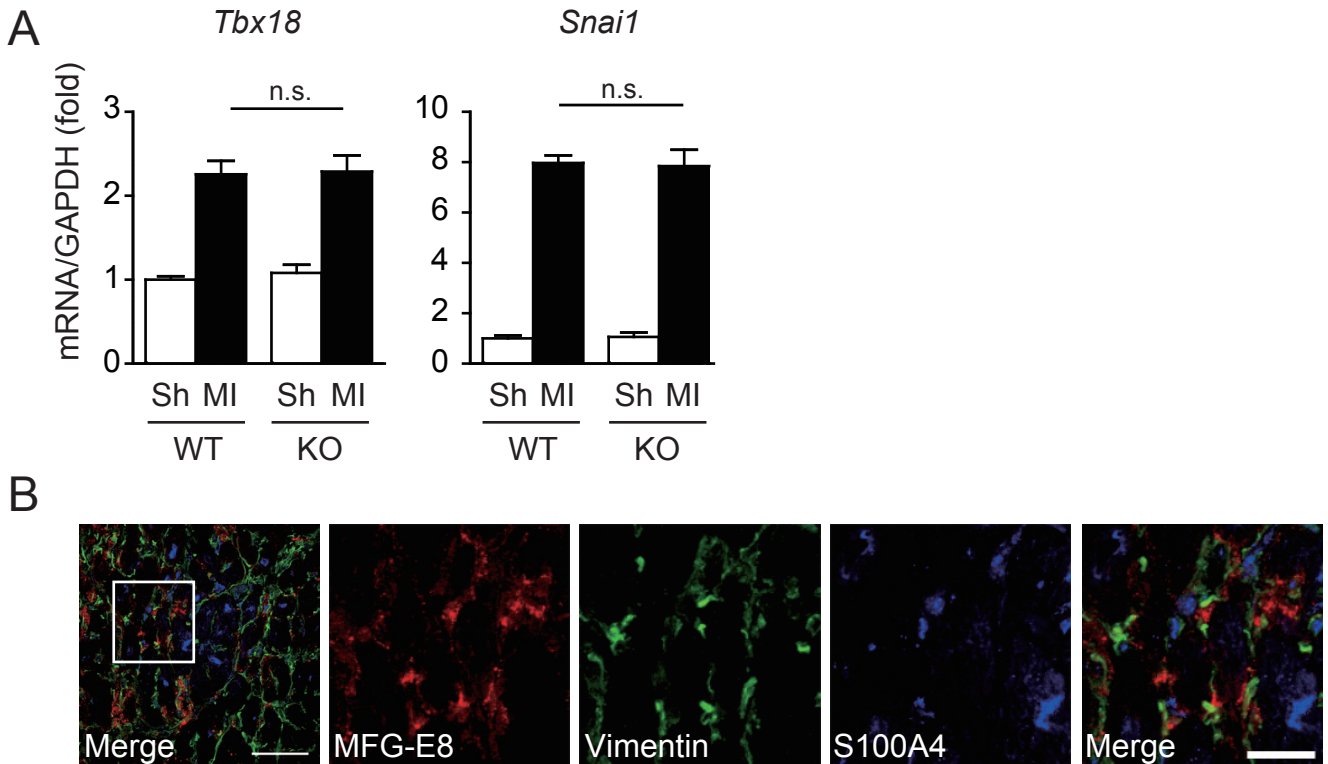 A
Tbx18 Snai1
n.s. n.s.
mRNA/GAPDH (fold)
3 10
8
2
6
1 4
2
0 0
Sh MI Sh MI Sh MI Sh MI
WT KO WT KO
B
Merge MFG-E8 Vimentin S100A4 Merge